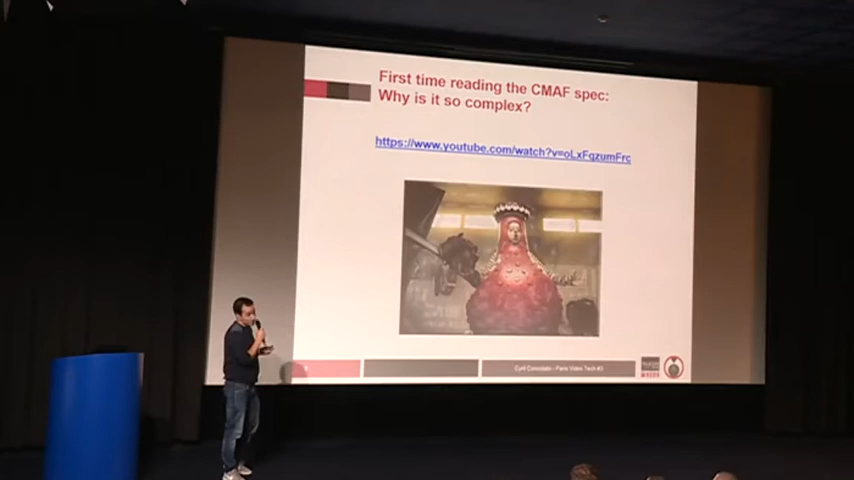 First time reading the CMAF spec:
Why is it so complex?
https://www.youtube.com/watch?v=oLxFqzumFrc
Cyril Concolato - Paris Video Tech #3